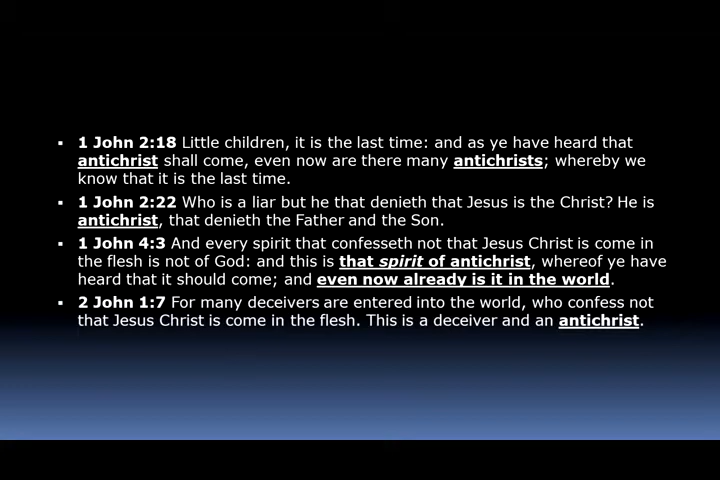 ▪ 1 John 2:18 Little children, it is the last time: and as ye have heard that
antichrist shall come, even now are there many antichrists; whereby we
know that it is the last time.
▪ 1 John 2:22 Who is a liar but he that denieth that Jesus is the Christ? He is
antichrist, that denieth the Father and the Son.
▪ 1 John 4:3 And every spirit that confesseth not that Jesus Christ is come in
the flesh is not of God: and this is that spirit of antichrist, whereof ye have
heard that it should come; and even now already is it in the world.
▪ 2 John 1:7 For many deceivers are entered into the world, who confess not
that Jesus Christ is come in the flesh. This is a deceiver and an antichrist.